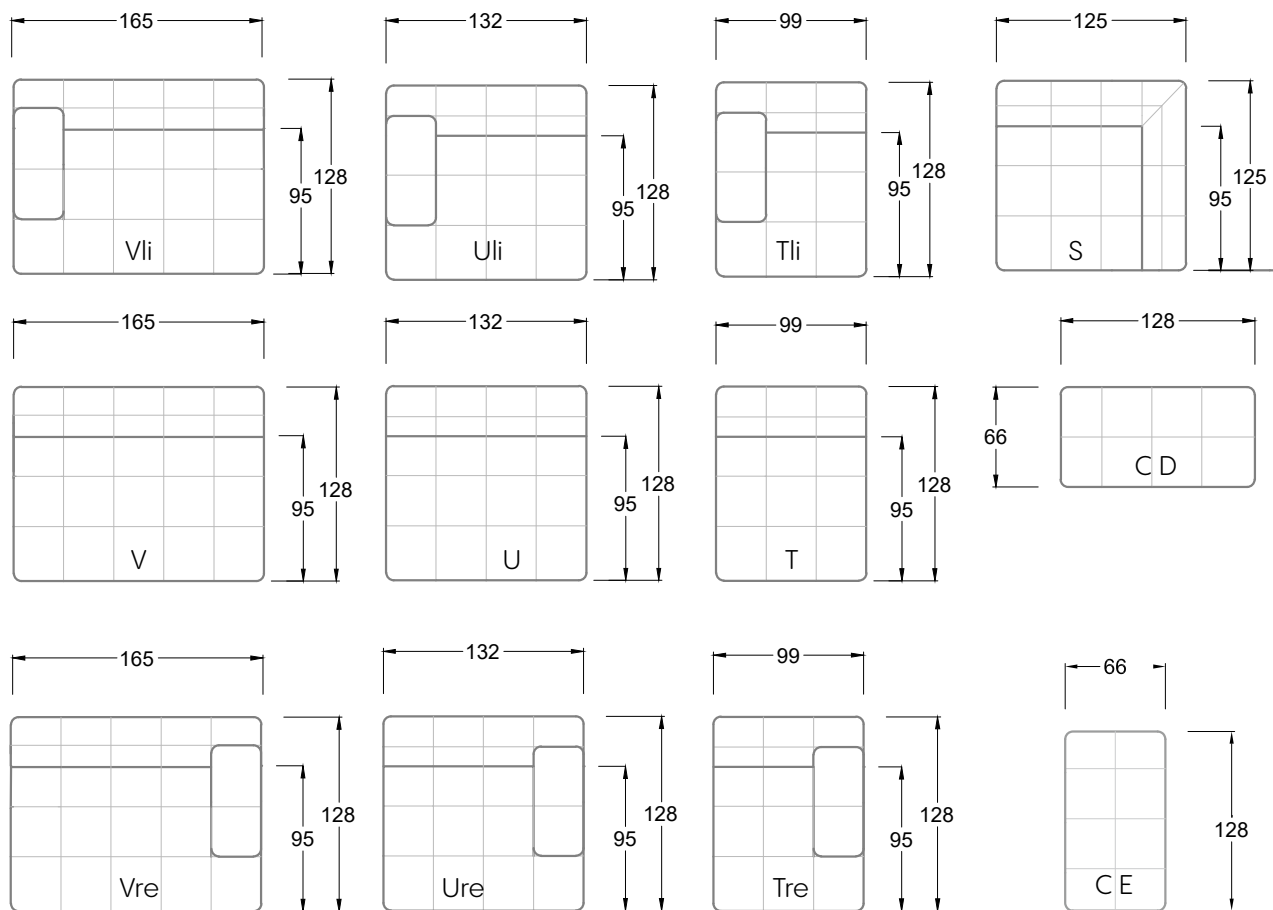 165 132 99 125
128 128 128 125
95 95 95 95
Vli Uli Tli S
165 132 99 128
128 128 128 66
95 95 95
V U T C D
165 132 99 66
128 128 128 128
95 95 95
Vre Ure Tre C E